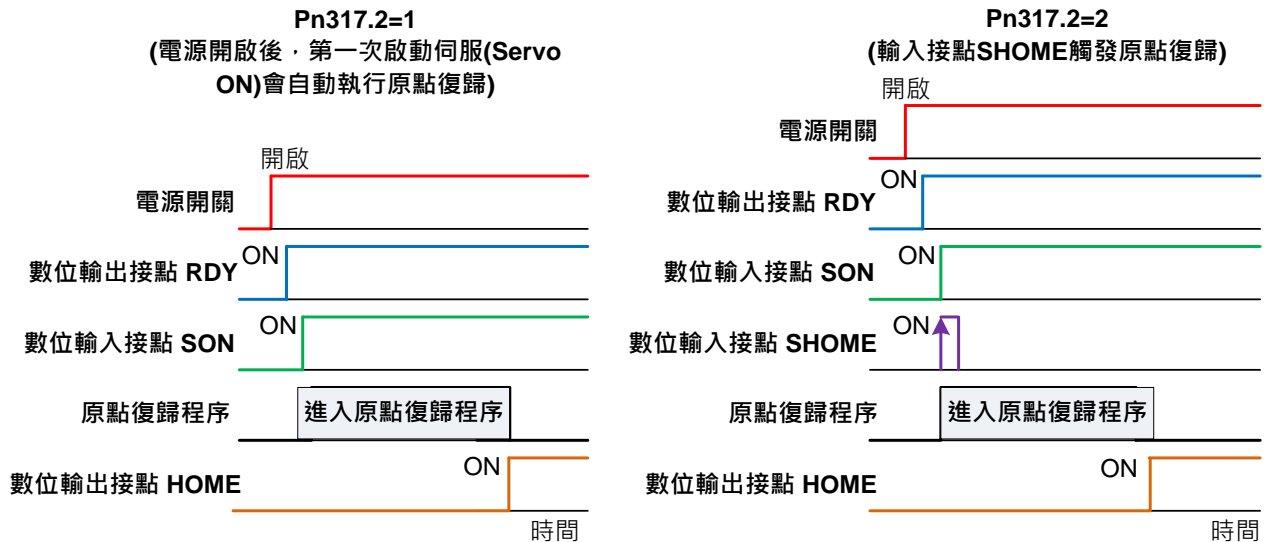 Pn317.2=1
(電源開啟後，第一次啟動伺服(Servo
ON)會自動執行原點復歸)
開啟
電源開關
ON
數位輸出接點 RDY
ON
數位輸入接點 SON
原點復歸程序
進入原點復歸程序
ON
數位輸出接點 HOME
時間
Pn317.2=2
(輸入接點SHOME觸發原點復歸)
開啟
電源開關
ON
數位輸出接點 RDY
ON
數位輸入接點 SON
ON
數位輸入接點 SHOME
原點復歸程序
進入原點復歸程序
ON
數位輸出接點 HOME
時間